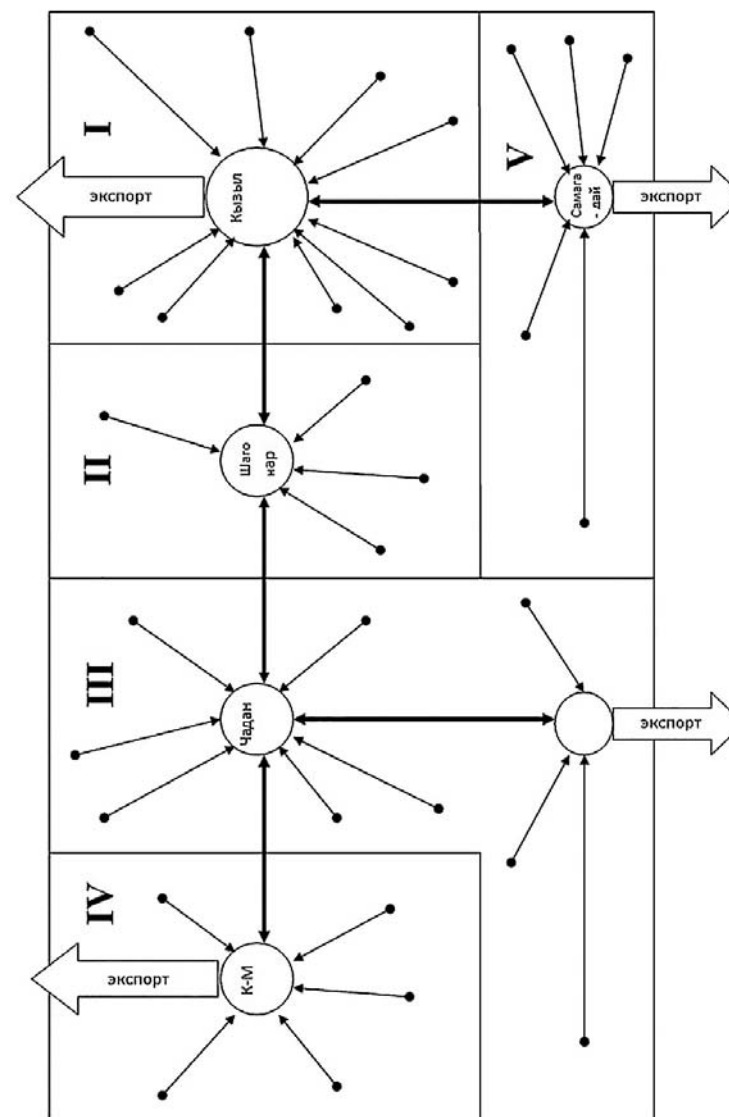 I
экспорт
Кызыл
V
Самага
- дай
экспорт
II
Шаго
нар
III
Чадан
экспорт
IV
экспорт
К-М